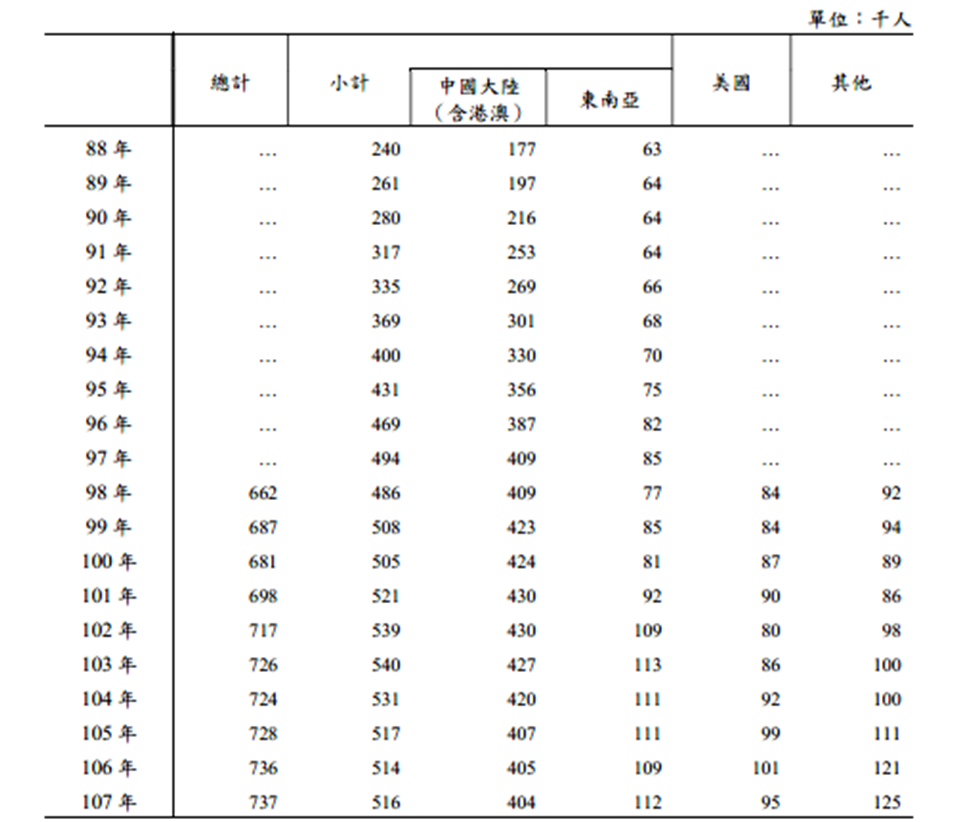 單位：千人
總計 小計 中國大陸（含港澳） 東南亞 美國 其他
88 年 … 240 177 63 … …
89 年 … 261 197 64 … …
90 年 … 280 216 64 … …
91 年 … 317 253 64 … …
92 年 … 335 269 66 … …
93 年 … 369 301 68 … …
94 年 … 400 330 70 … …
95 年 … 431 356 75 … …
96 年 … 469 387 82 … …
97 年 … 494 409 85 … …
98 年 662 486 409 77 84 92
99 年 687 508 423 85 84 94
100 年 681 505 424 81 87 89
101 年 698 521 430 92 90 86
102 年 717 539 430 109 80 98
103 年 726 540 427 113 86 100
104 年 724 531 420 111 92 100
105 年 728 517 407 111 99 111
106 年 736 514 405 109 101 121
107 年 737 516 404 112 95 125